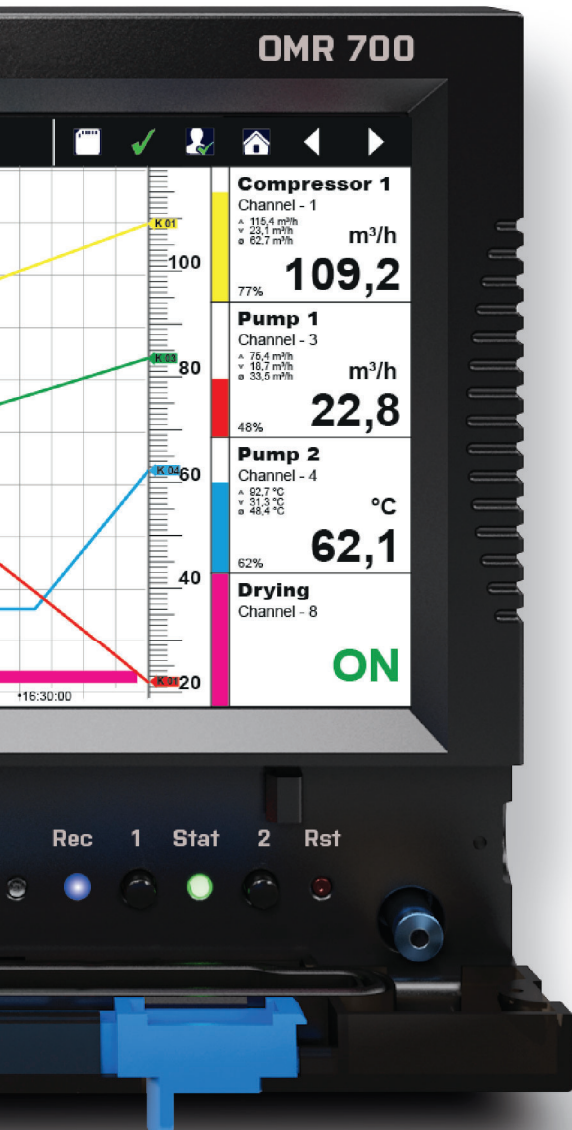 OMR 700
Compressor 1
Channel - 1
115,4 m³/h
23,1 m³/h
62,7 m³/h
m³/h
109,2
77%
Pump 1
Channel - 3
75,4 m³/h
18,7 m³/h
33,5 m³/h
m³/h
22,8
48%
Pump 2
Channel - 4
92,7 °C
31,3 °C
48,4 °C
°C
62,1
62%
Drying
Channel - 8
ON
K 01
100
K 03
80
K 04
60
40
20
16:30:00
Rec 1 Stat 2 Rst